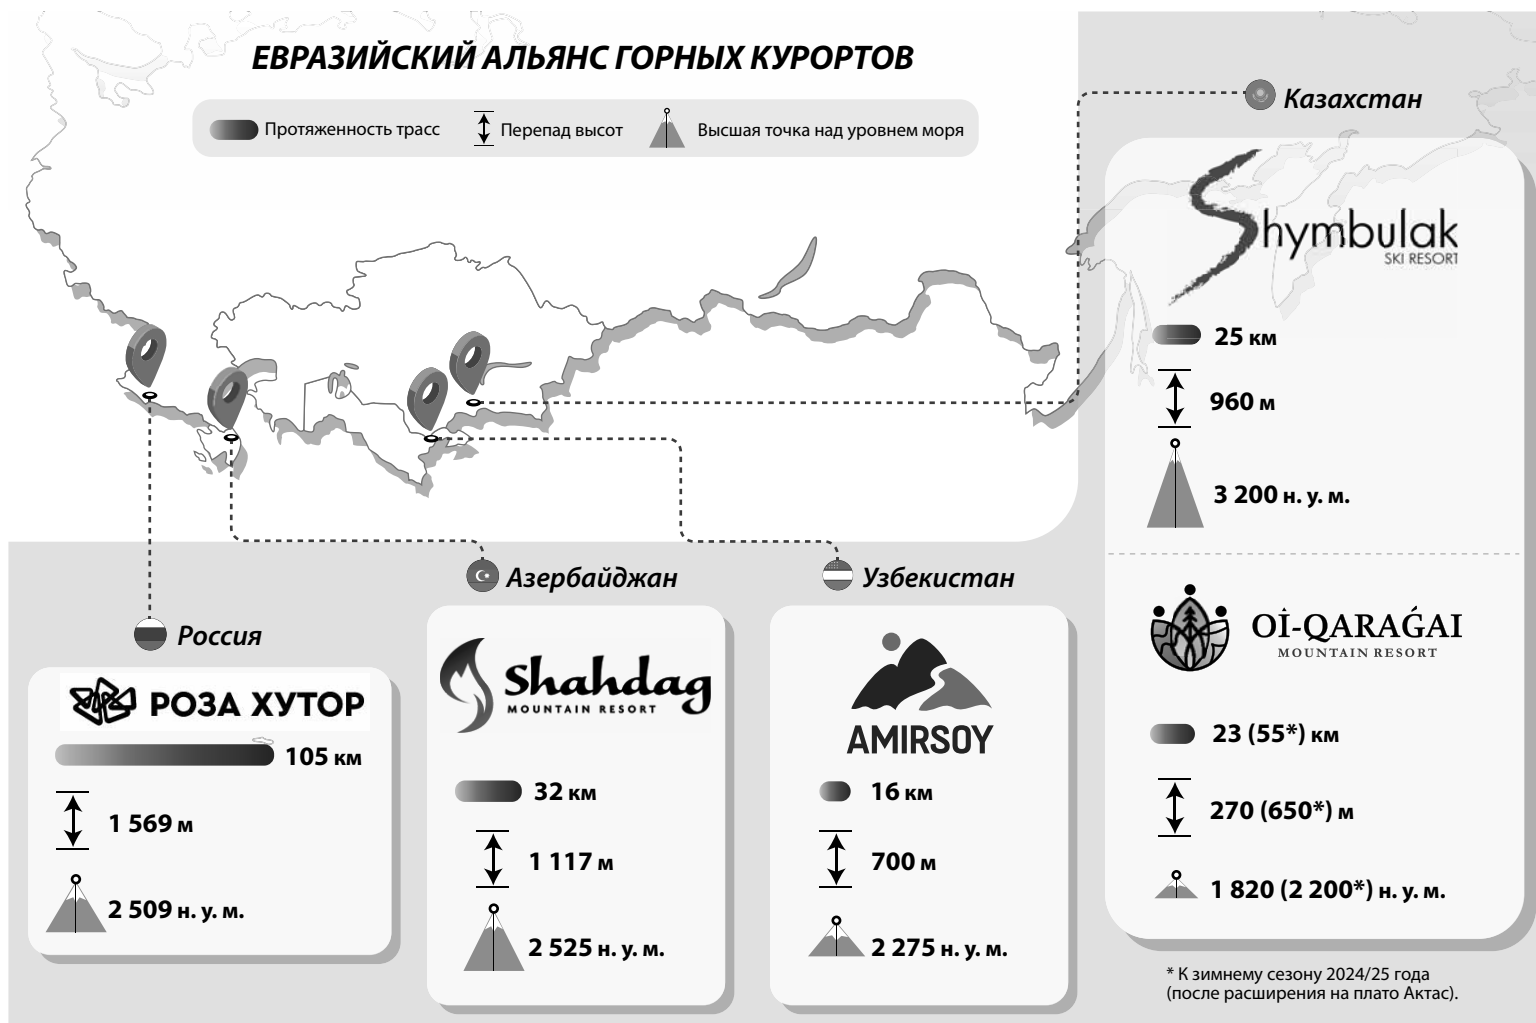 ЕВРАЗИЙСКИЙ АЛЬЯНС ГОРНЫХ КУРОРТОВ
Протяженность трасс
Перепад высот
Высшая точка над уровнем моря
Казахстан
Shymbulak
SKI RESORT
25 км
960 м
3 200 н. у. м.
Oİ-QARAǴAI
MOUNTAIN RESORT
23 (55*) км
270 (650*) м
1 820 (2 200*) н. у. м.
* К зимнему сезону 2024/25 года
(после расширения на плато Актас).
Россия
РОЗА ХУТОР
105 км
1 569 м
2 509 н. у. м.
Азербайджан
Shahdag
MOUNTAIN RESORT
32 км
1 117 м
2 525 н. у. м.
Узбекистан
AMIRSOY
16 км
700 м
2 275 н. у. м.